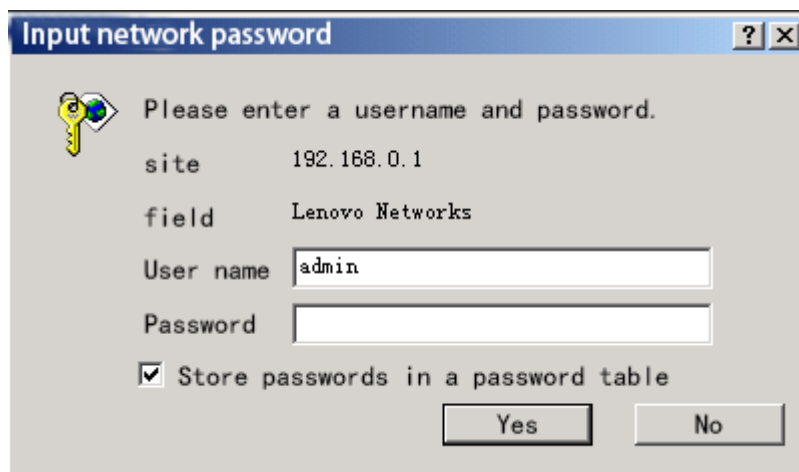 Input network password
Please enter a username and password.
site 192.168.0.1
field Lenovo Networks
User name admin
Password
Store passwords in a password table
Yes No